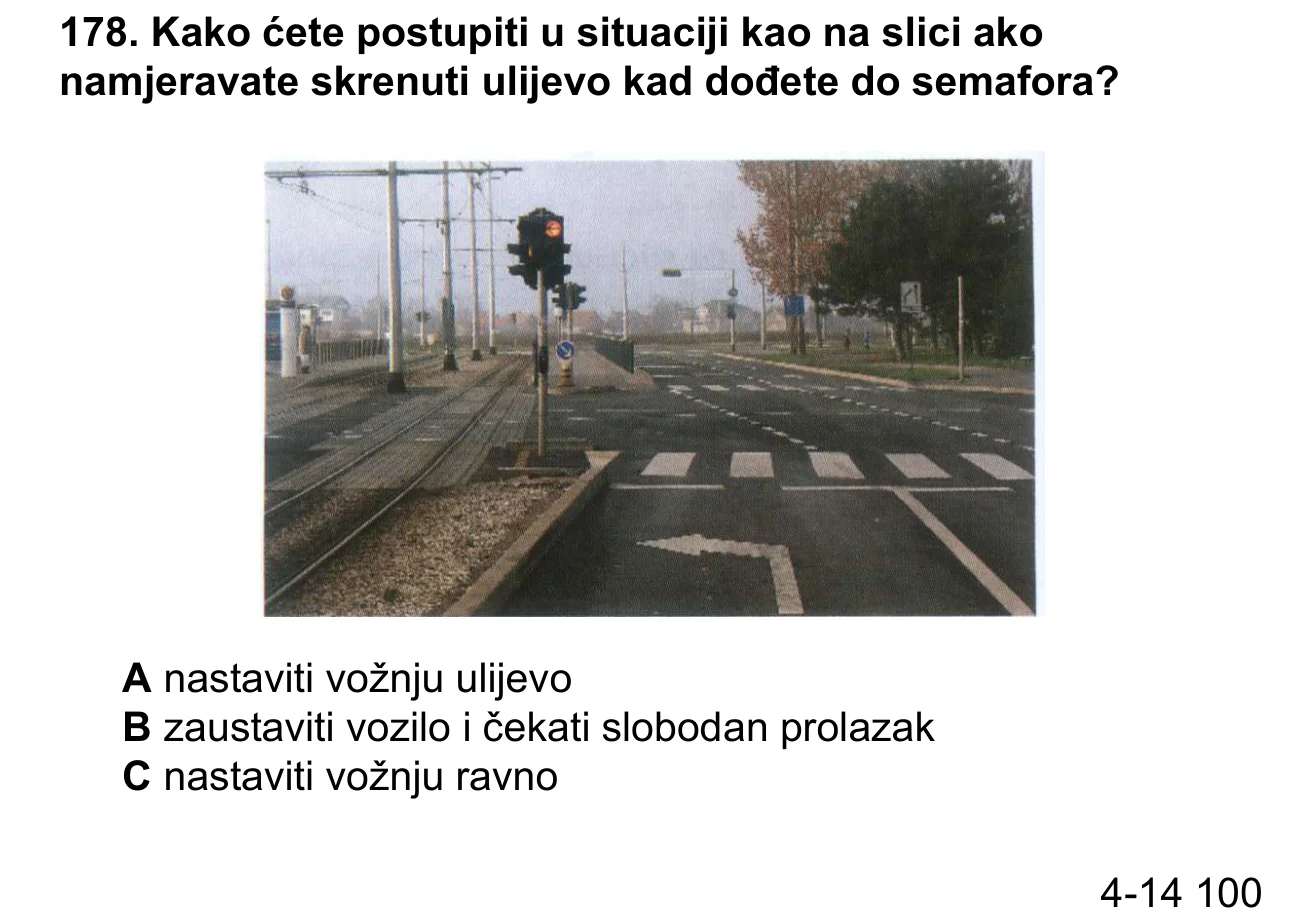 178. Kako ćete postupiti u situaciji kao na slici ako
namjeravate skrenuti ulijevo kad dođete do semafora?
A nastaviti vožnju ulijevo
B zaustaviti vozilo i čekati slobodan prolazak
C nastaviti vožnju ravno
4-14 100